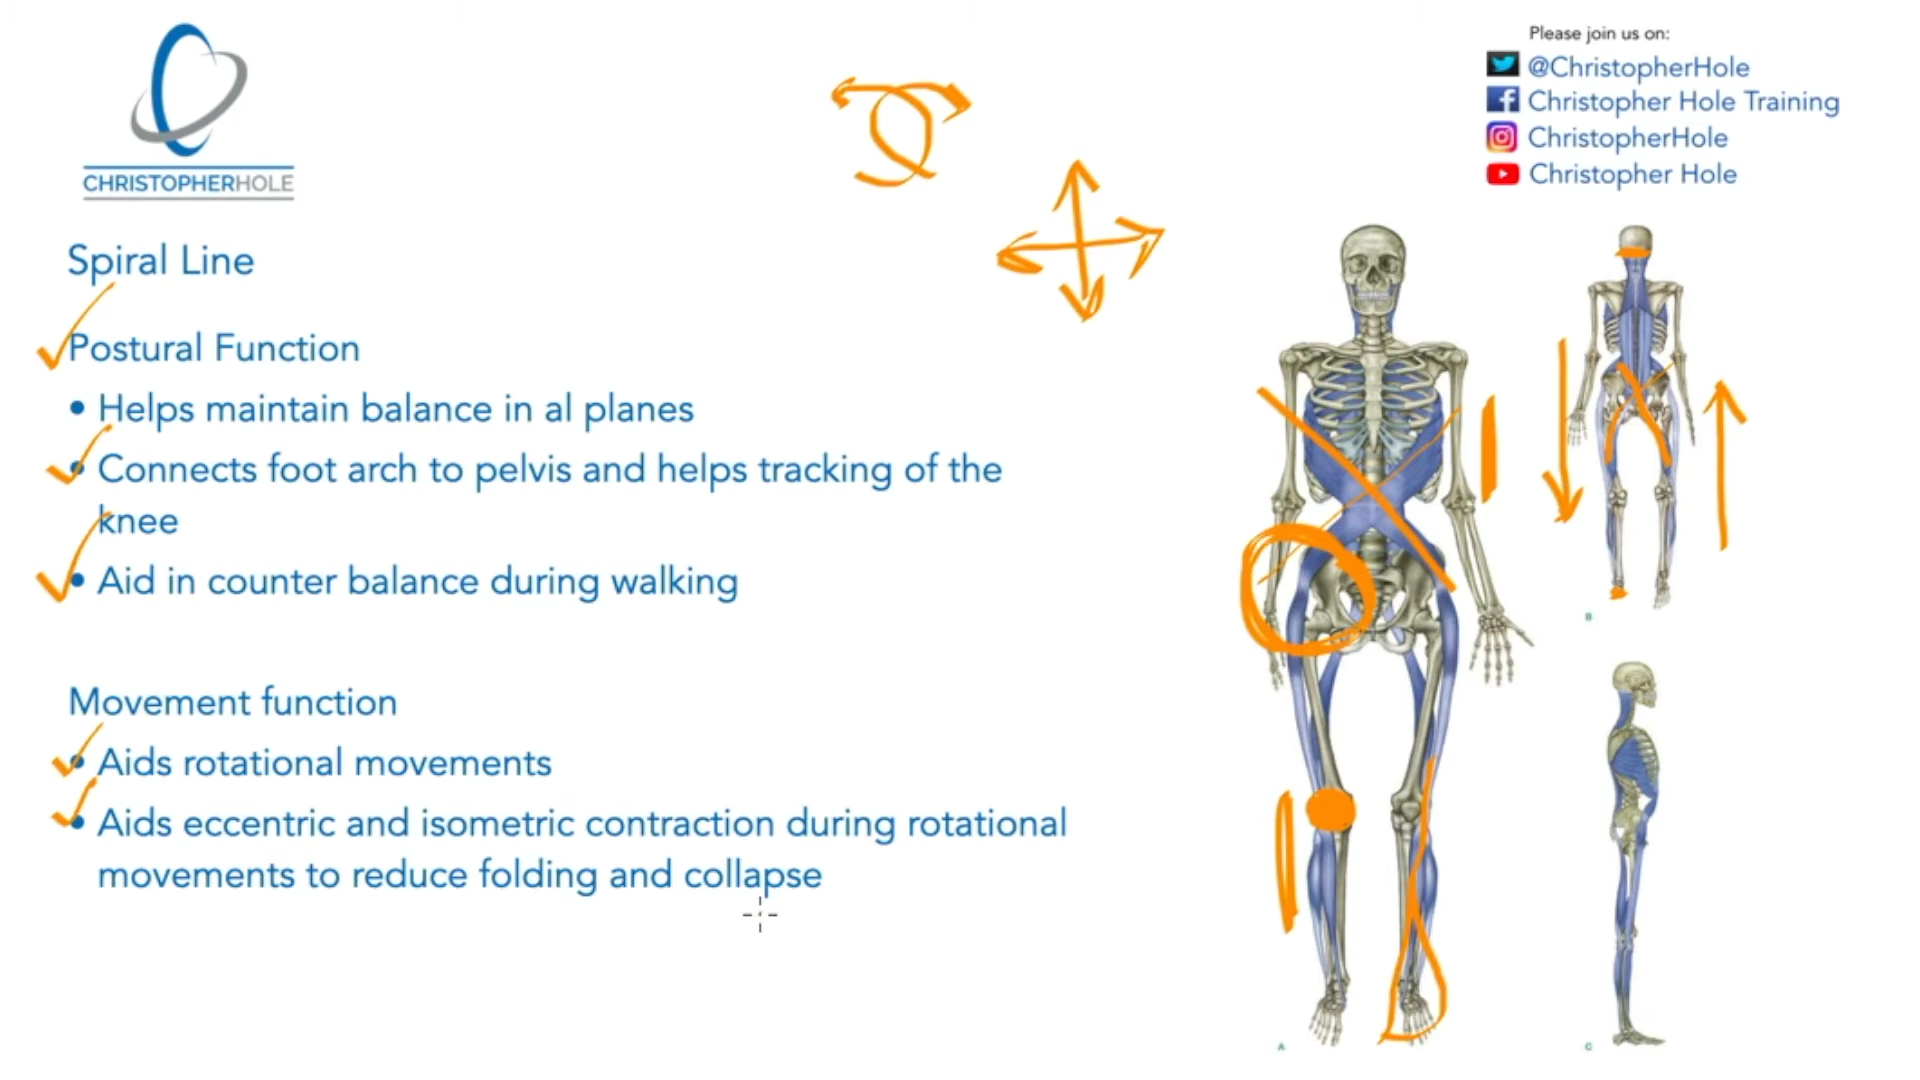 CHRISTOPHERHOLE
Please join us on:
@ChristopherHole
Christopher Hole Training
ChristopherHole
Christopher Hole
Spiral Line
Postural Function
• Helps maintain balance in al planes
• Connects foot arch to pelvis and helps tracking of the
knee
• Aid in counter balance during walking
Movement function
• Aids rotational movements
• Aids eccentric and isometric contraction during rotational
movements to reduce folding and collapse
A
B
C